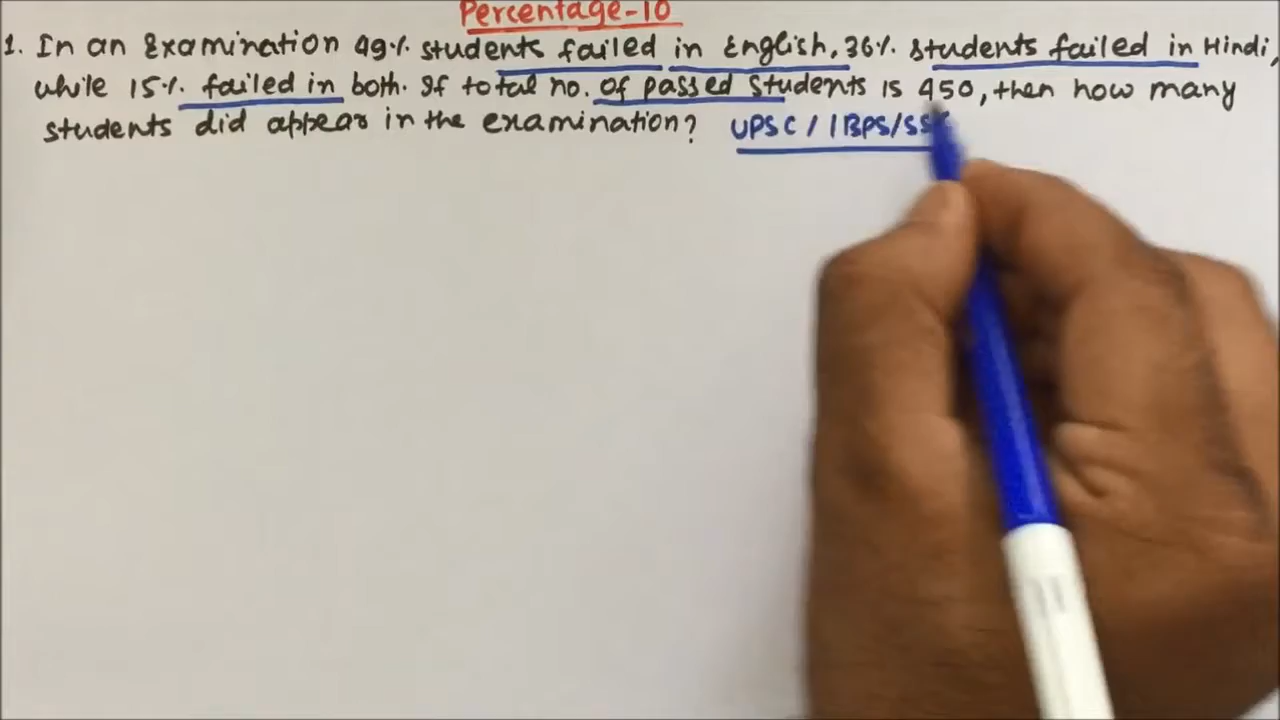 Percentage-10
1. In an Examination 49% students failed in English, 36% students failed in Hindi,
while 15% failed in both. If total no. of passed students is 450, then how many
students did appear in the examination? UPSC / IBPS/SSC